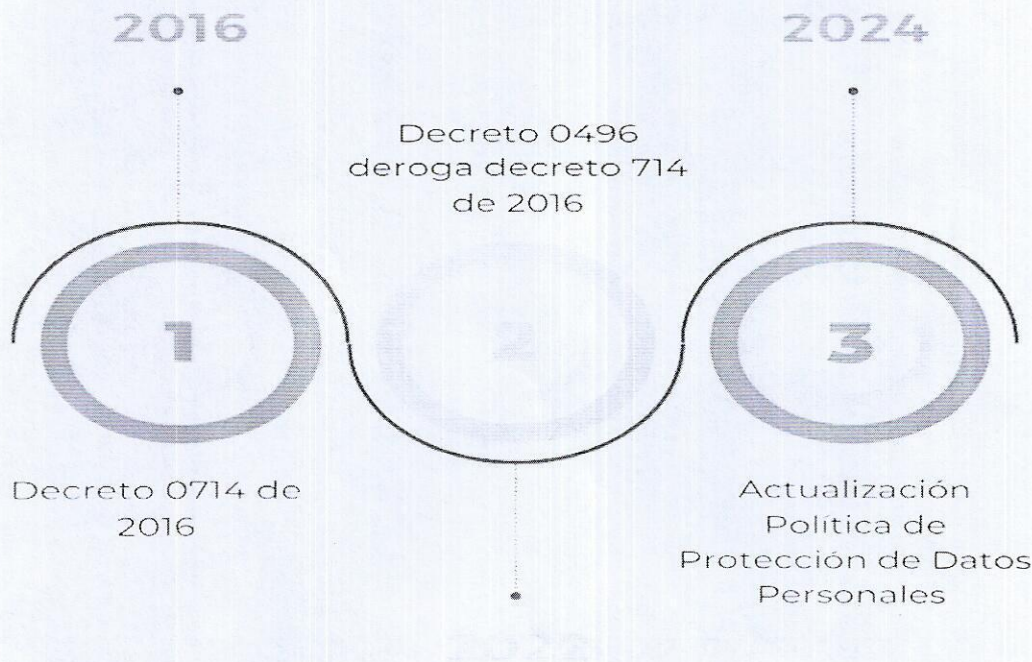 2016
2024
Decreto 0496
deroga decreto 714
de 2016
1
2
3
Decreto 0714 de
2016
Actualización
Política de
Protección de Datos
Personales